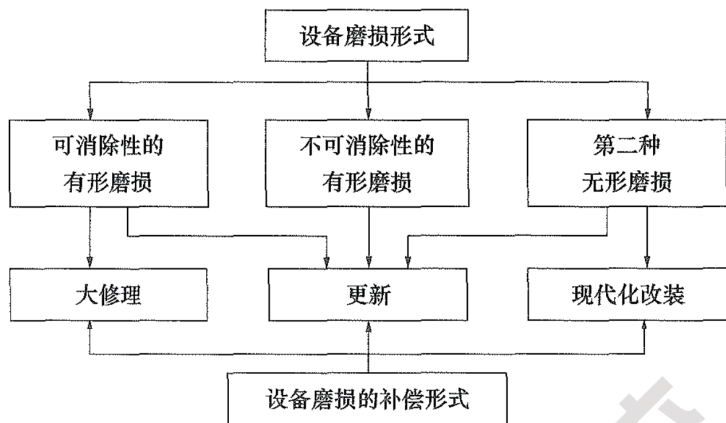 设备磨损形式
可消除性的
有形磨损
不可消除性的
有形磨损
第二种
无形磨损
大修理
更新
现代化改装
设备磨损的补偿形式